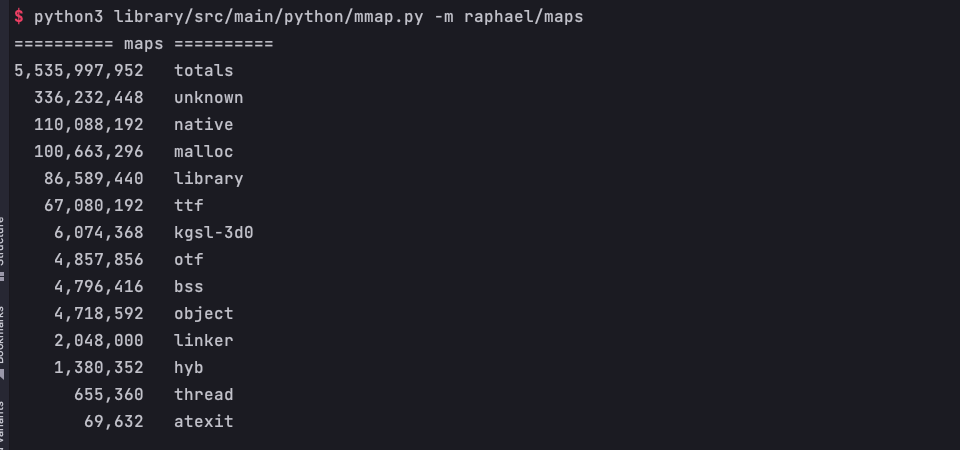 $ python3 library/src/main/python/mmap.py -m raphael/maps
========== maps ==========
5,535,997,952   totals
  336,232,448   unknown
  110,088,192   native
  100,663,296   malloc
   86,589,440   library
   67,080,192   ttf
    6,074,368   kgsl-3d0
    4,857,856   otf
    4,796,416   bss
    4,718,592   object
    2,048,000   linker
    1,380,352   hyb
      655,360   thread
       69,632   atexit
Structure
Bookmarks
Variants